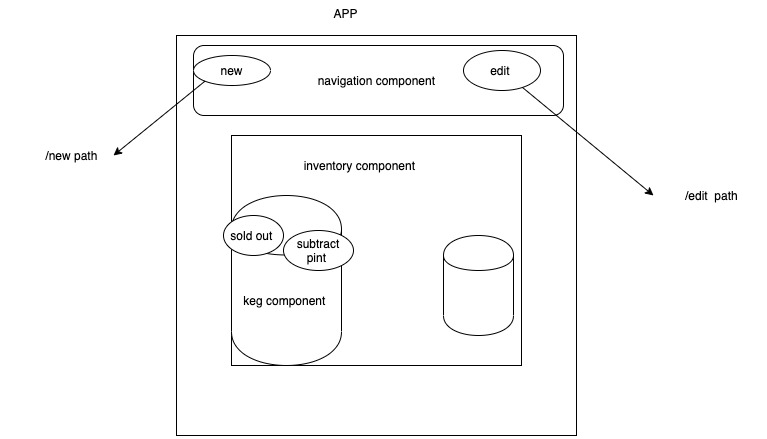 APP
new
edit
navigation component
/new path
inventory component
/edit path
sold out
subtract
pint
keg component